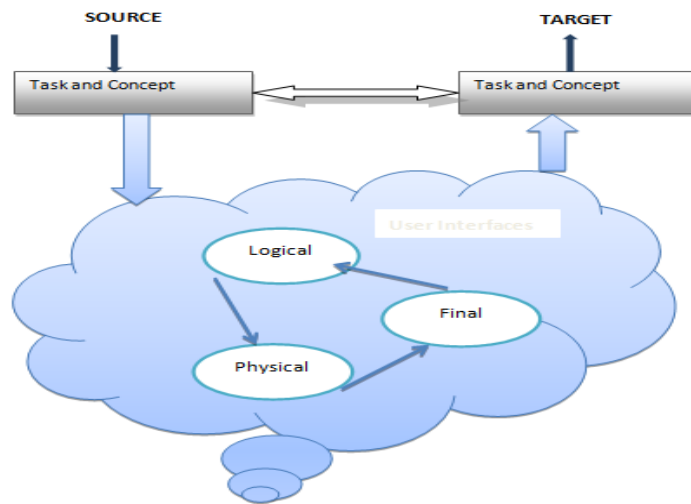 SOURCE
TARGET
Task and Concept
Task and Concept
User Interfaces
Logical
Final
Physical